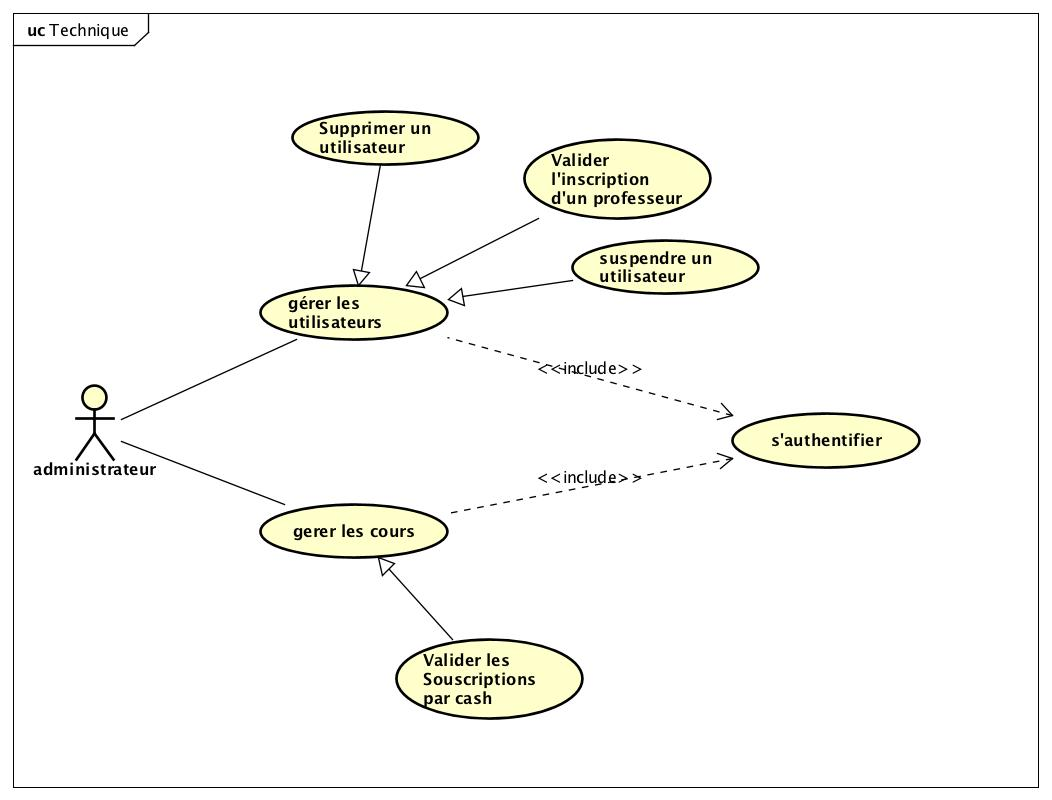 uc Technique
Supprimer un
utilisateur
Valider
l'inscription
d'un professeur
suspendre un
utilisateur
gérer les
utilisateurs
<<include>>
s'authentifier
administrateur
<<include>>
gerer les cours
Valider les
Souscriptions
par cash